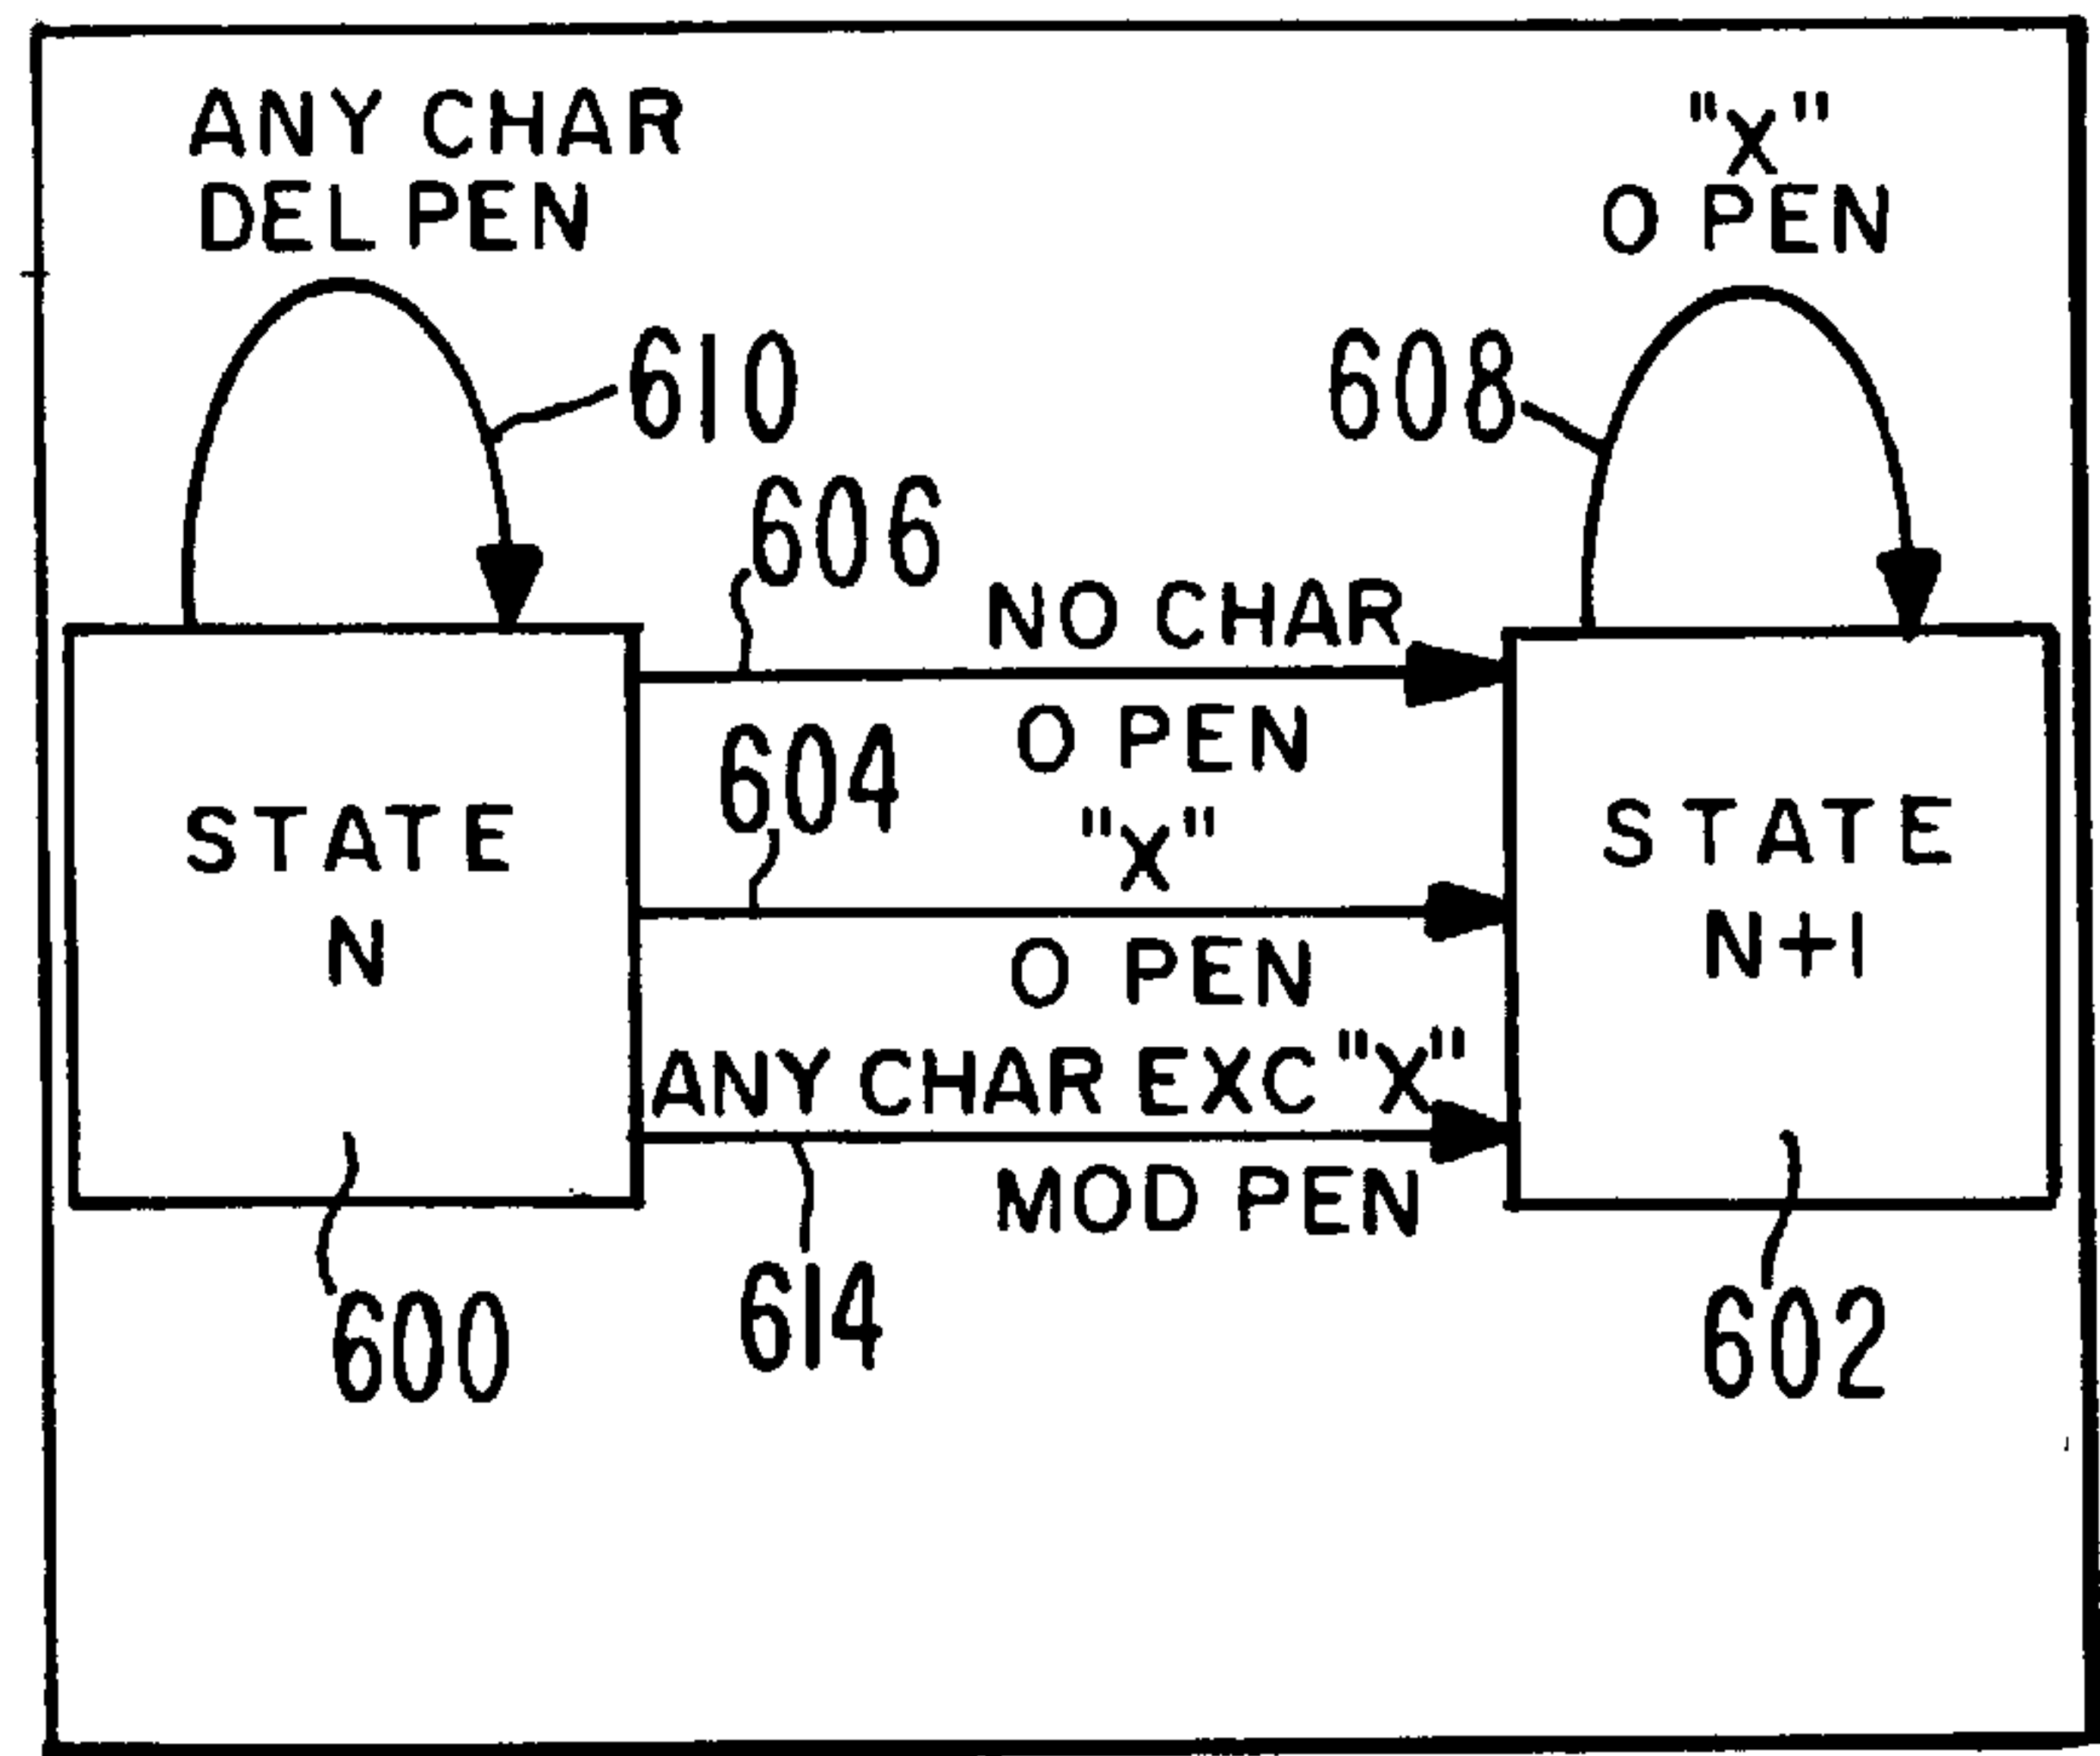 ANY CHAR
DEL PEN
"X"
O PEN
610
608
606
NO CHAR
O PEN
604
"X"
O PEN
STATE
N
STATE
N+1
ANY CHAR EXC "X"
MOD PEN
600
614
602